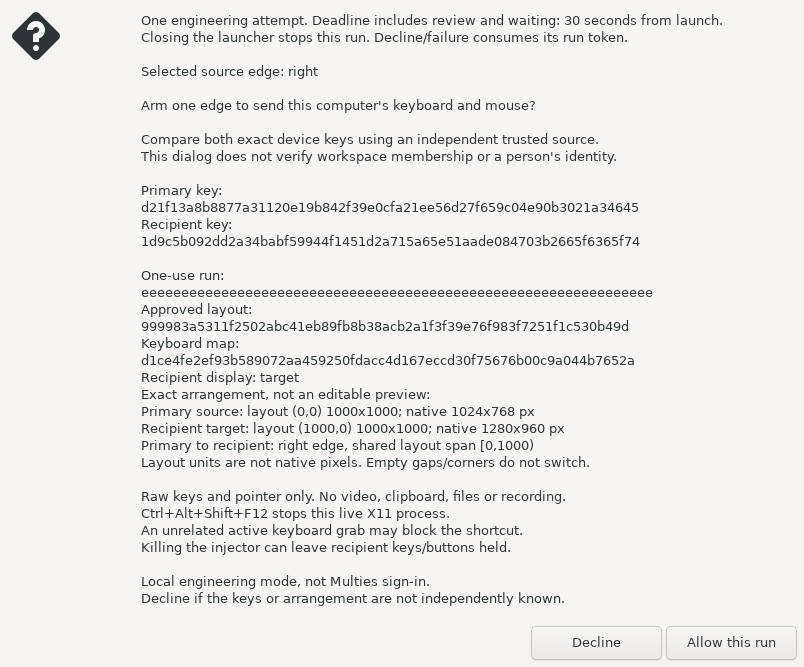 One engineering attempt. Deadline includes review and waiting: 30 seconds from launch.
Closing the launcher stops this run. Decline/failure consumes its run token.
Selected source edge: right
Arm one edge to send this computer's keyboard and mouse?
Compare both exact device keys using an independent trusted source.
This dialog does not verify workspace membership or a person's identity.
Primary key:
d21f13a8b8877a31120e19b842f39e0cfa21ee56d27f659c04e90b3021a34645
Recipient key:
1d9c5b092dd2a34babf59944f1451d2a715a65e51aade084703b2665f6365f74
One-use run:
eeeeeeeeeeeeeeeeeeeeeeeeeeeeeeeeeeeeeeeeeeeeeeeeeeeeeeeeeeeeeeee
Approved layout:
999983a5311f2502abc41eb89fb8b38acb2a1f3f39e76f983f7251f1c530b49d
Keyboard map:
d1ce4fe2ef93b589072aa459250fdacc4d167eccd30f75676b00c9a044b7652a
Recipient display: target
Exact arrangement, not an editable preview:
Primary source: layout (0,0) 1000x1000; native 1024x768 px
Recipient target: layout (1000,0) 1000x1000; native 1280x960 px
Primary to recipient: right edge, shared layout span [0,1000)
Layout units are not native pixels. Empty gaps/corners do not switch.
Raw keys and pointer only. No video, clipboard, files or recording.
Ctrl+Alt+Shift+F12 stops this live X11 process.
An unrelated active keyboard grab may block the shortcut.
Killing the injector can leave recipient keys/buttons held.
Local engineering mode, not Multies sign-in.
Decline if the keys or arrangement are not independently known.
Decline
Allow this run